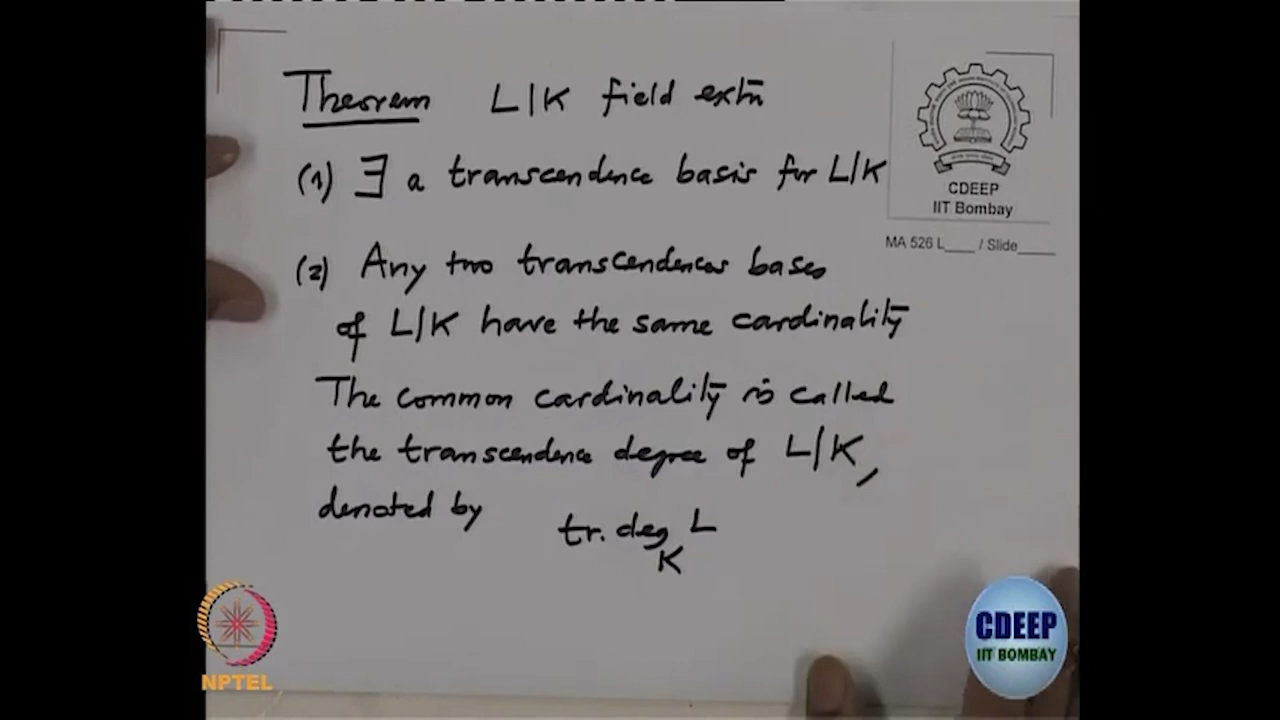 Theorem L|K field extn
(1) ∃ a transcendence basis for L|K
(2) Any two transcendences bases
of L|K have the same cardinality
The common cardinality is called
the transcendence degree of L|K,
denoted by tr. deg_K L
CDEEP
IIT Bombay
MA 526 L____ / Slide____
NPTEL
CDEEP
IIT BOMBAY